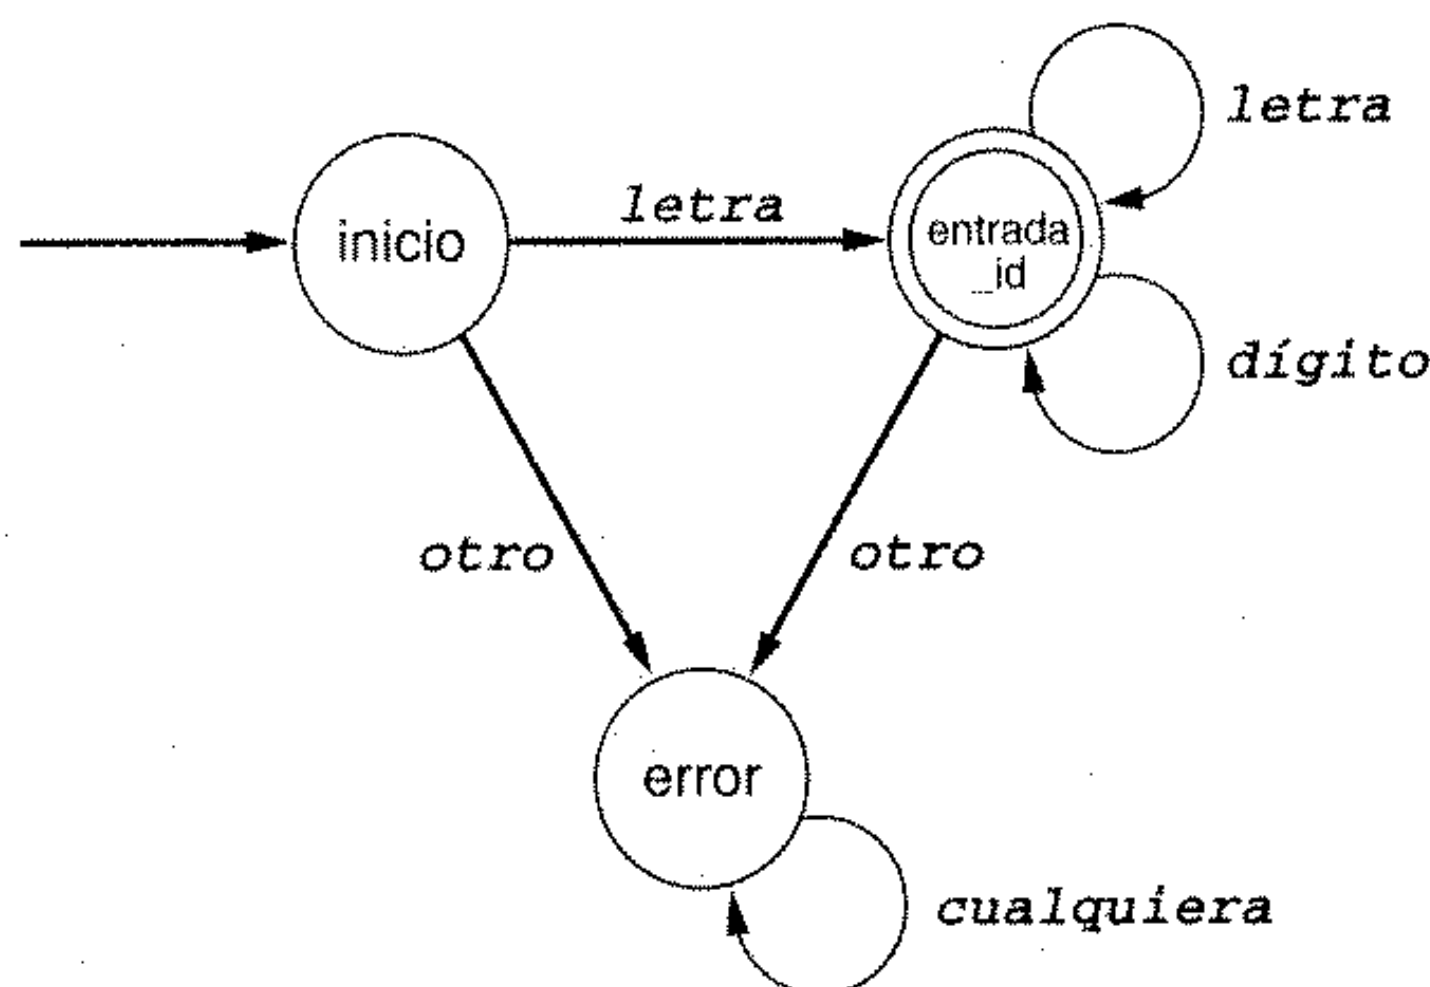 letra
letra
inicio
entrada
_id
dígito
otro
otro
error
cualquiera